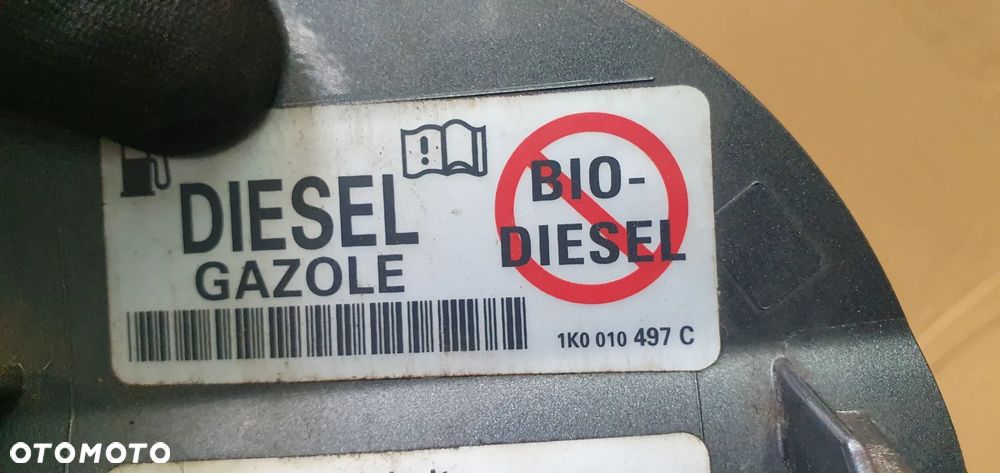 DIESEL
GAZOLE
BIO-
DIESEL
1K0 010 497 C
OTOMOTO